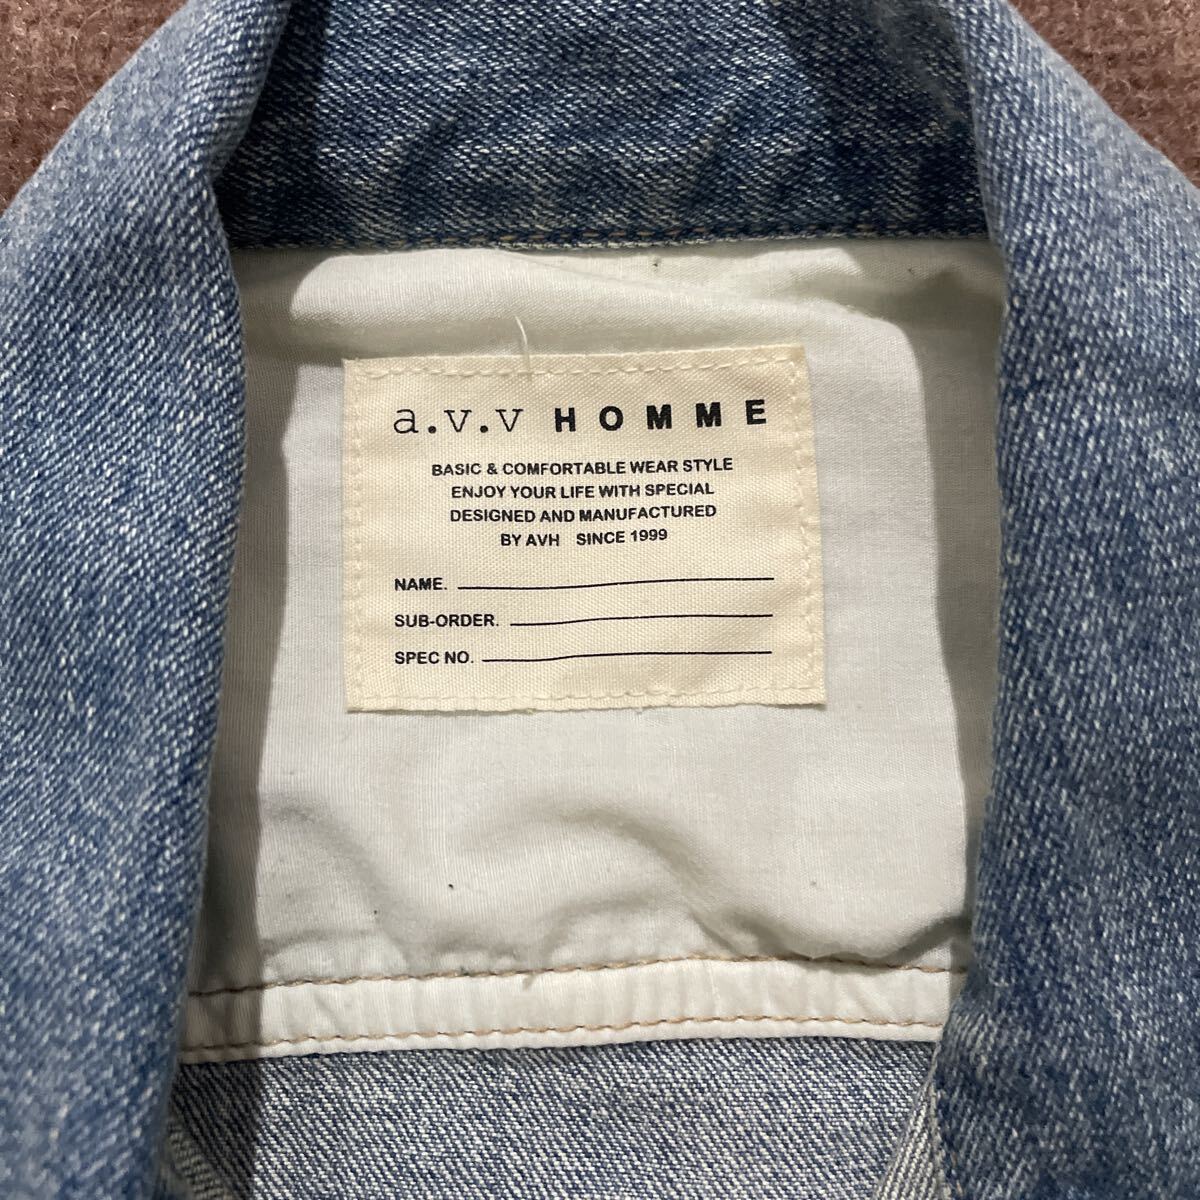 a.v.v HOMME
BASIC & COMFORTABLE WEAR STYLE
ENJOY YOUR LIFE WITH SPECIAL
DESIGNED AND MANUFACTURED
BY AVH SINCE 1999
NAME.
SUB-ORDER.
SPEC NO.